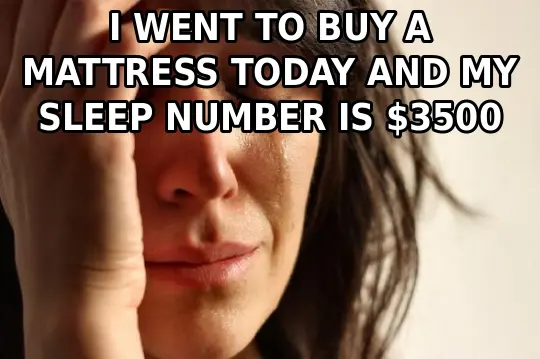 I WENT TO BUY A
MATTRESS TODAY AND MY
SLEEP NUMBER IS $3500